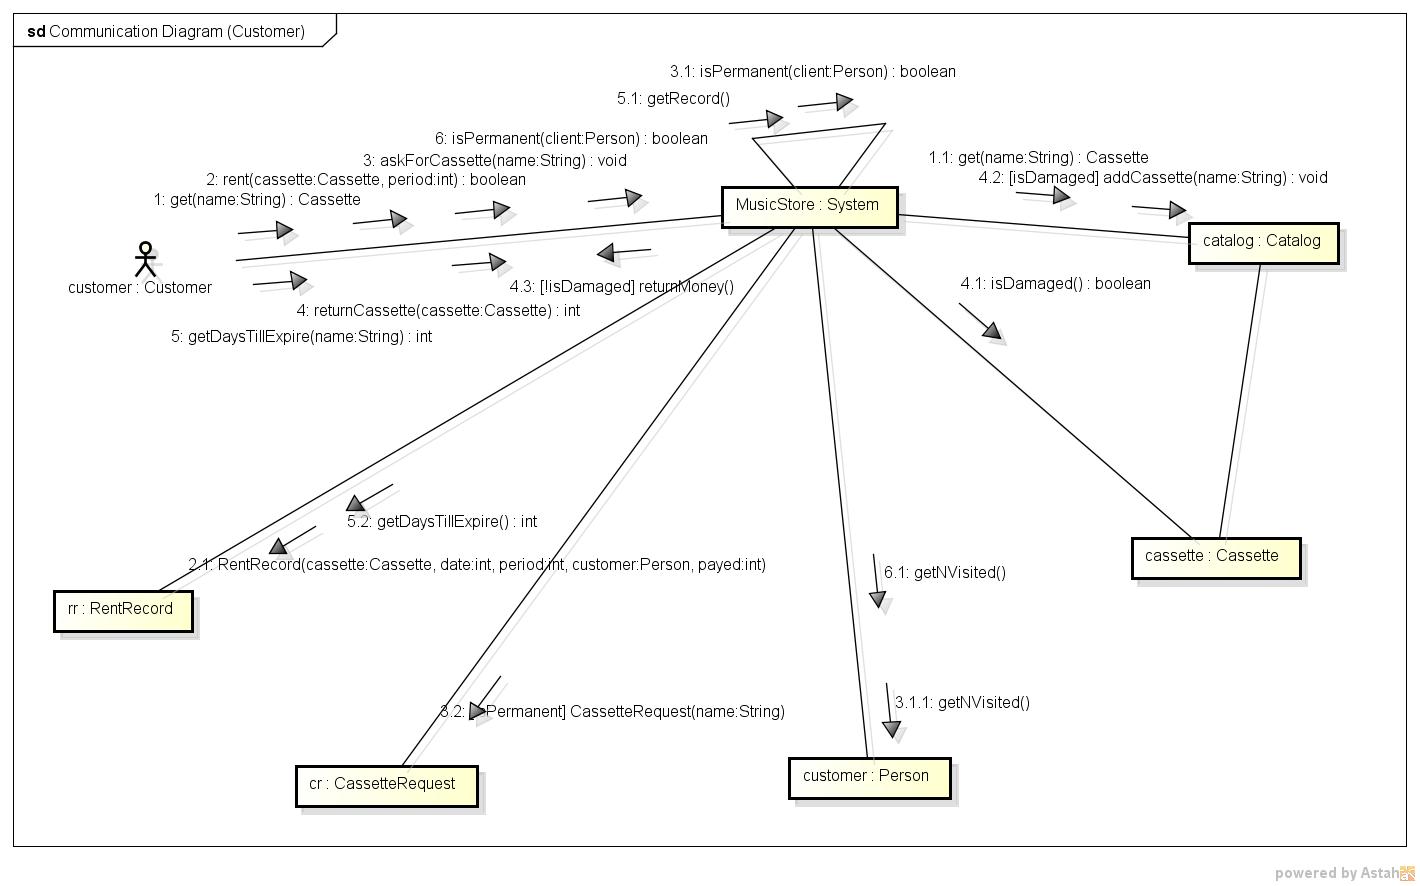 sd Communication Diagram (Customer)
3.1: isPermanent(client:Person) : boolean
5.1: getRecord()
6: isPermanent(client:Person) : boolean
3: askForCassette(name:String) : void
2: rent(cassette:Cassette, period:int) : boolean
1: get(name:String) : Cassette
1.1: get(name:String) : Cassette
4.2: [isDamaged] addCassette(name:String) : void
MusicStore : System
catalog : Catalog
customer : Customer
4.3: [!isDamaged] returnMoney()
4: returnCassette(cassette:Cassette) : int
5: getDaysTillExpire(name:String) : int
4.1: isDamaged() : boolean
5.2: getDaysTillExpire() : int
2.1: RentRecord(cassette:Cassette, date:int, period:int, customer:Person, payed:int)
cassette : Cassette
6.1: getNVisited()
rr : RentRecord
3.2: Permanent] CassetteRequest(name:String)
3.1.1: getNVisited()
cr : CassetteRequest
customer : Person
powered by Astah